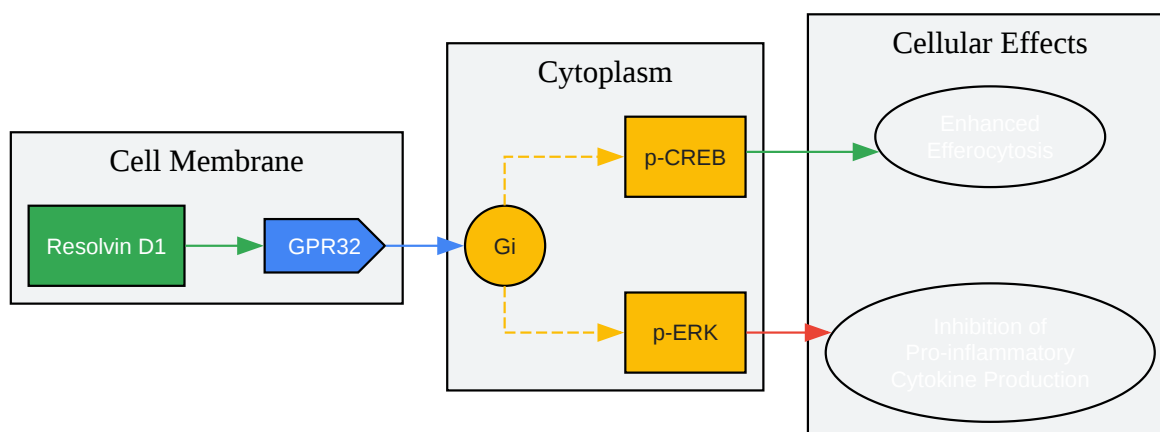 Cell Membrane
Resolvin D1
GPR32
Cytoplasm
Gi
p-CREB
p-ERK
Cellular Effects
Enhanced
Efferocytosis
Inhibition of
Pro-inflammatory
Cytokine Production